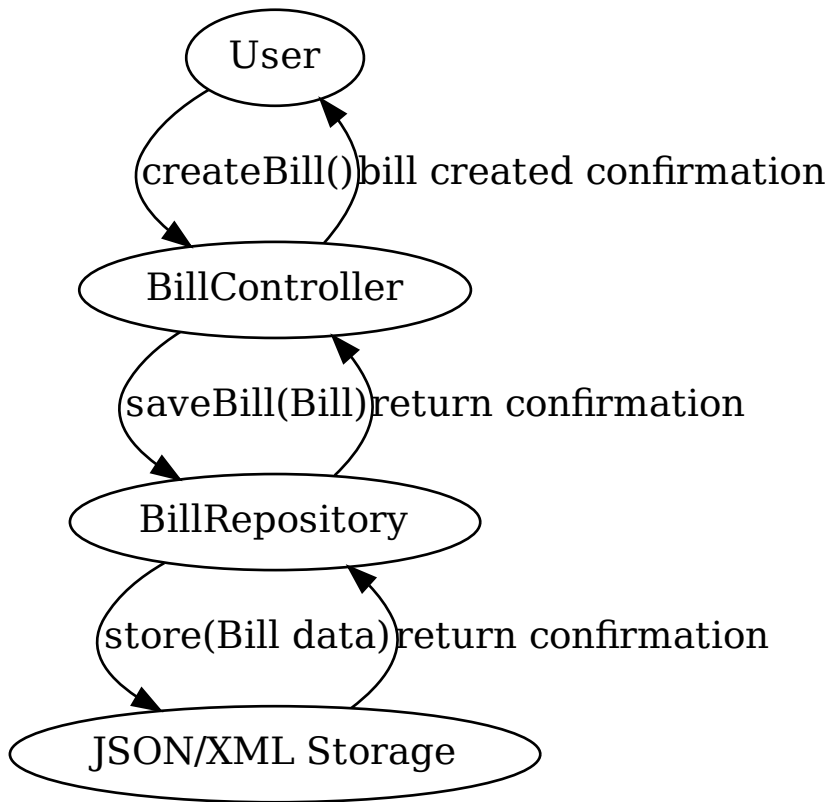 User
createBill() bill created confirmation
BillController
saveBill(Bill) return confirmation
BillRepository
store(Bill data) return confirmation
JSON/XML Storage